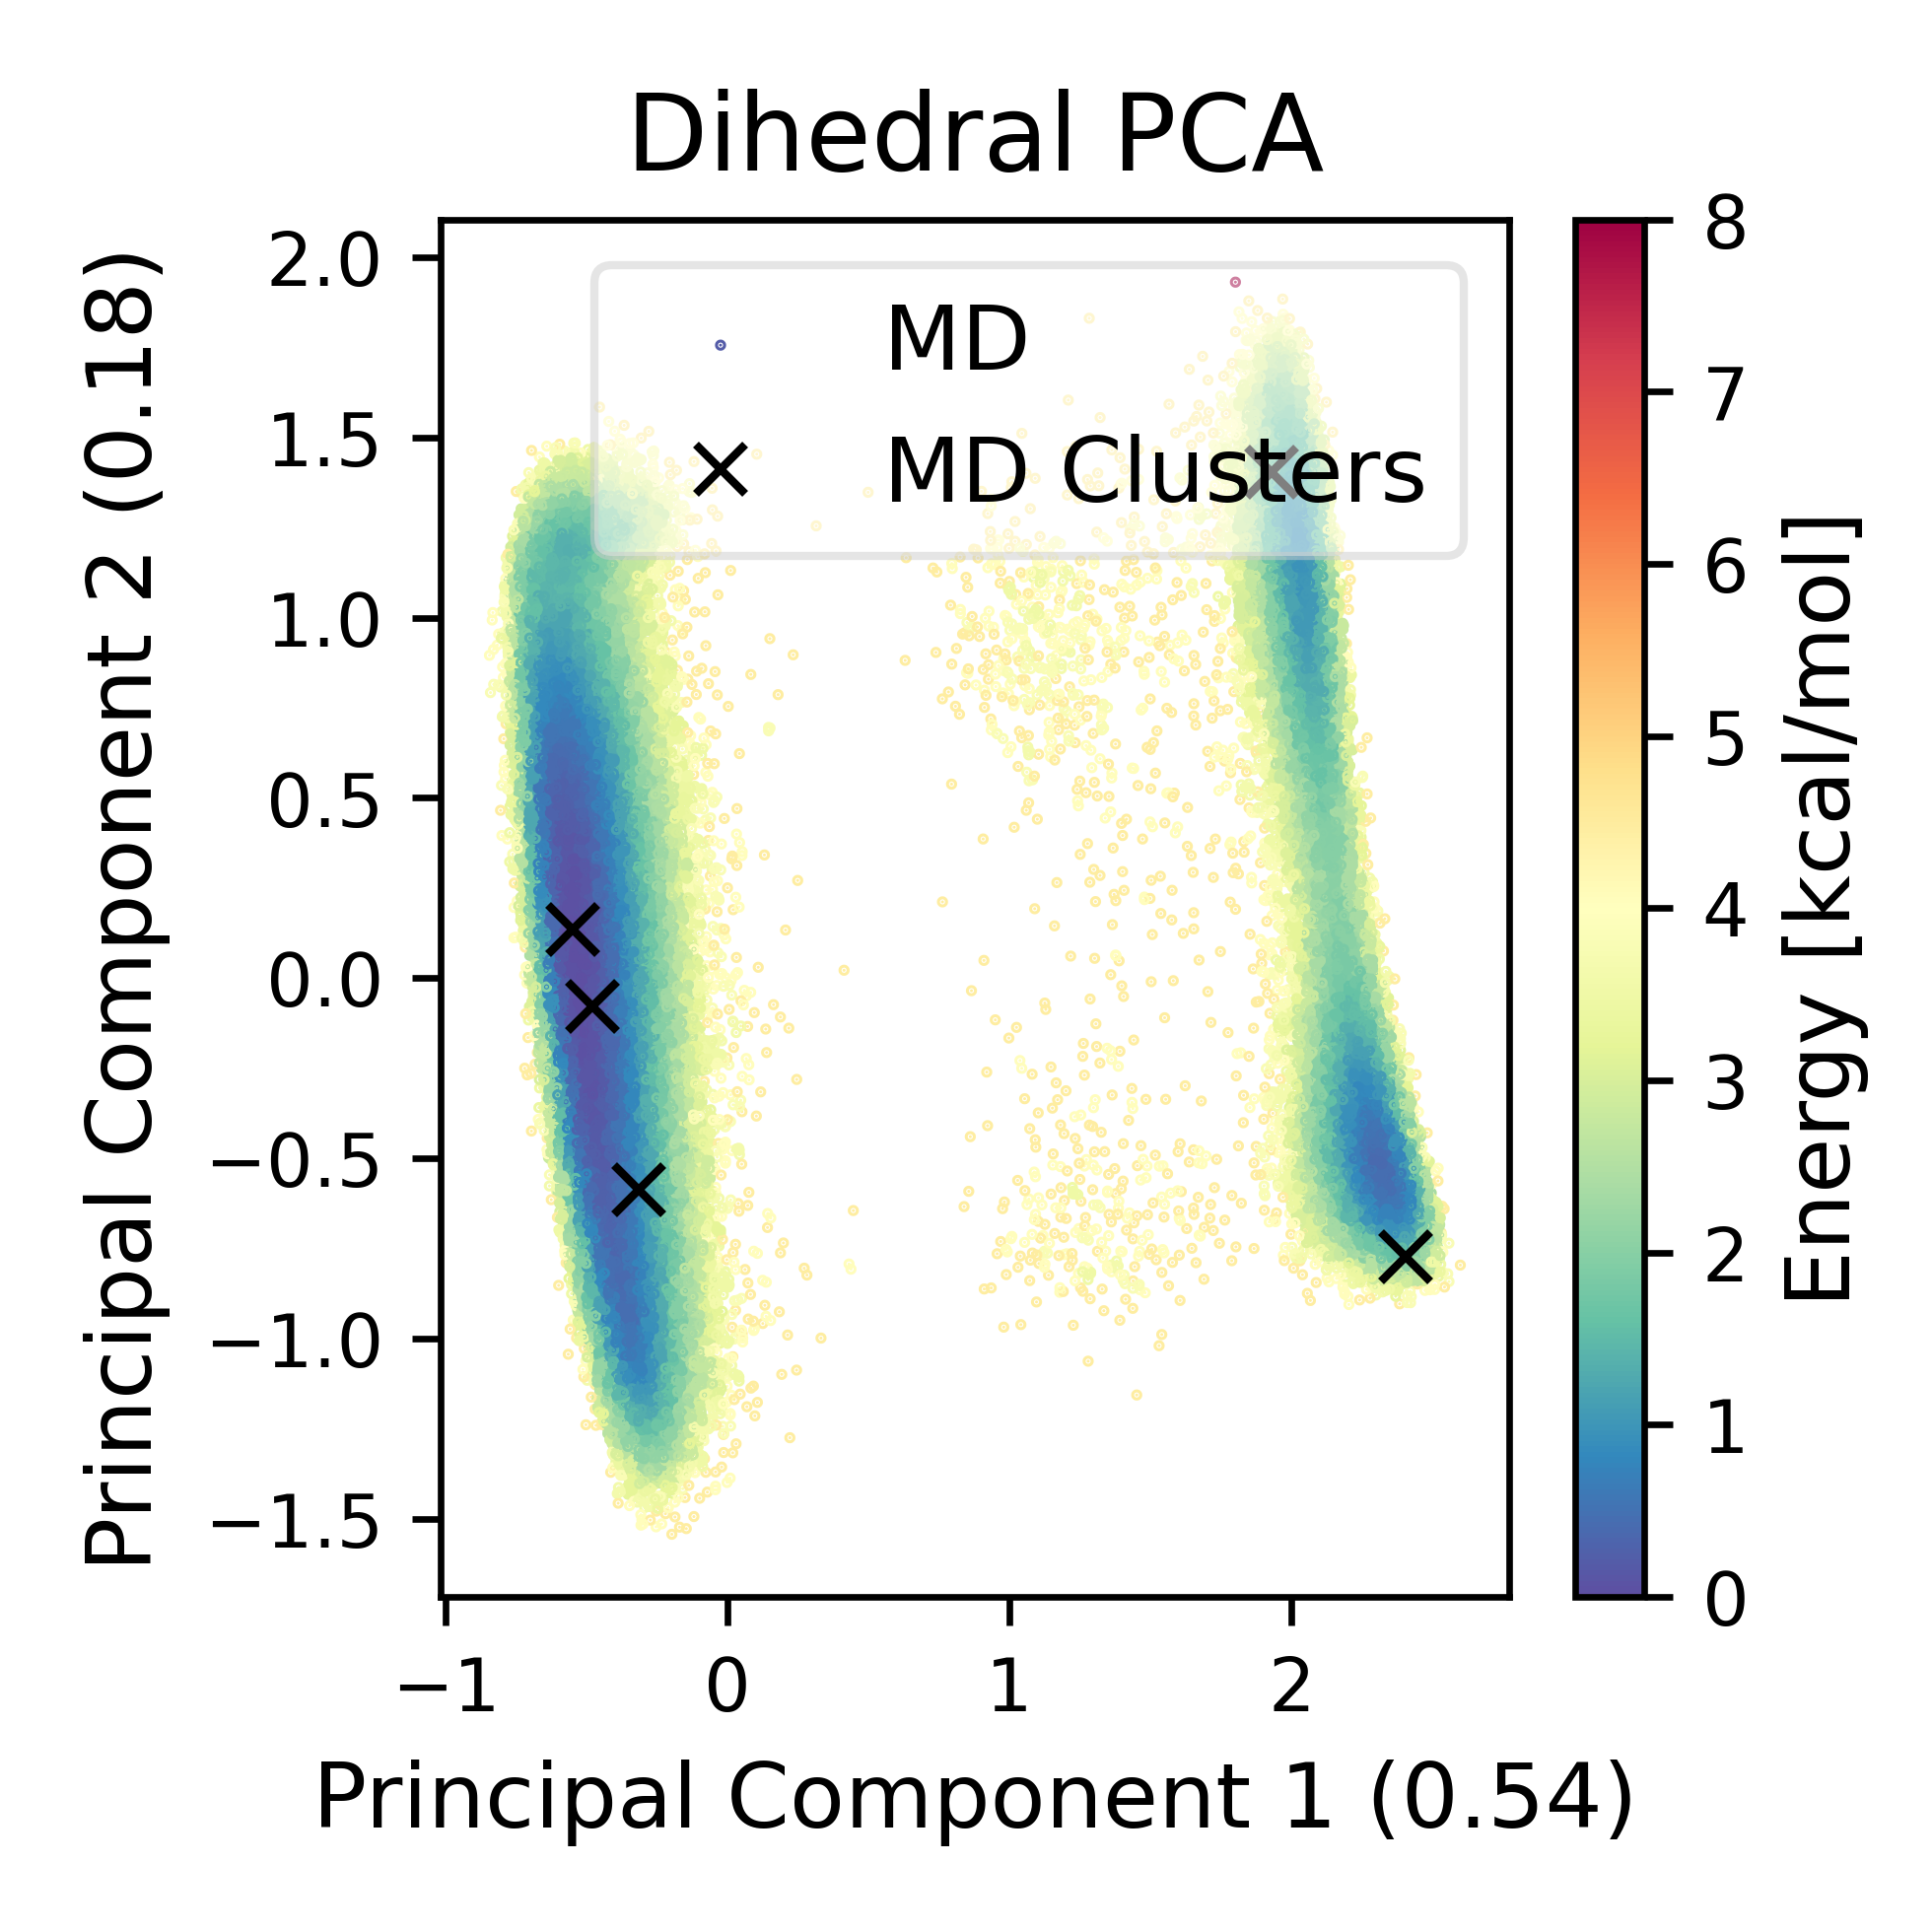 Dihedral PCA
Principal Component 2 (0.18)
2.0
1.5
1.0
0.5
0.0
−0.5
−1.0
−1.5
MD
MD Clusters
−1 0 1 2
Principal Component 1 (0.54)
8
7
6
5
4
3
2
1
0
Energy [kcal/mol]